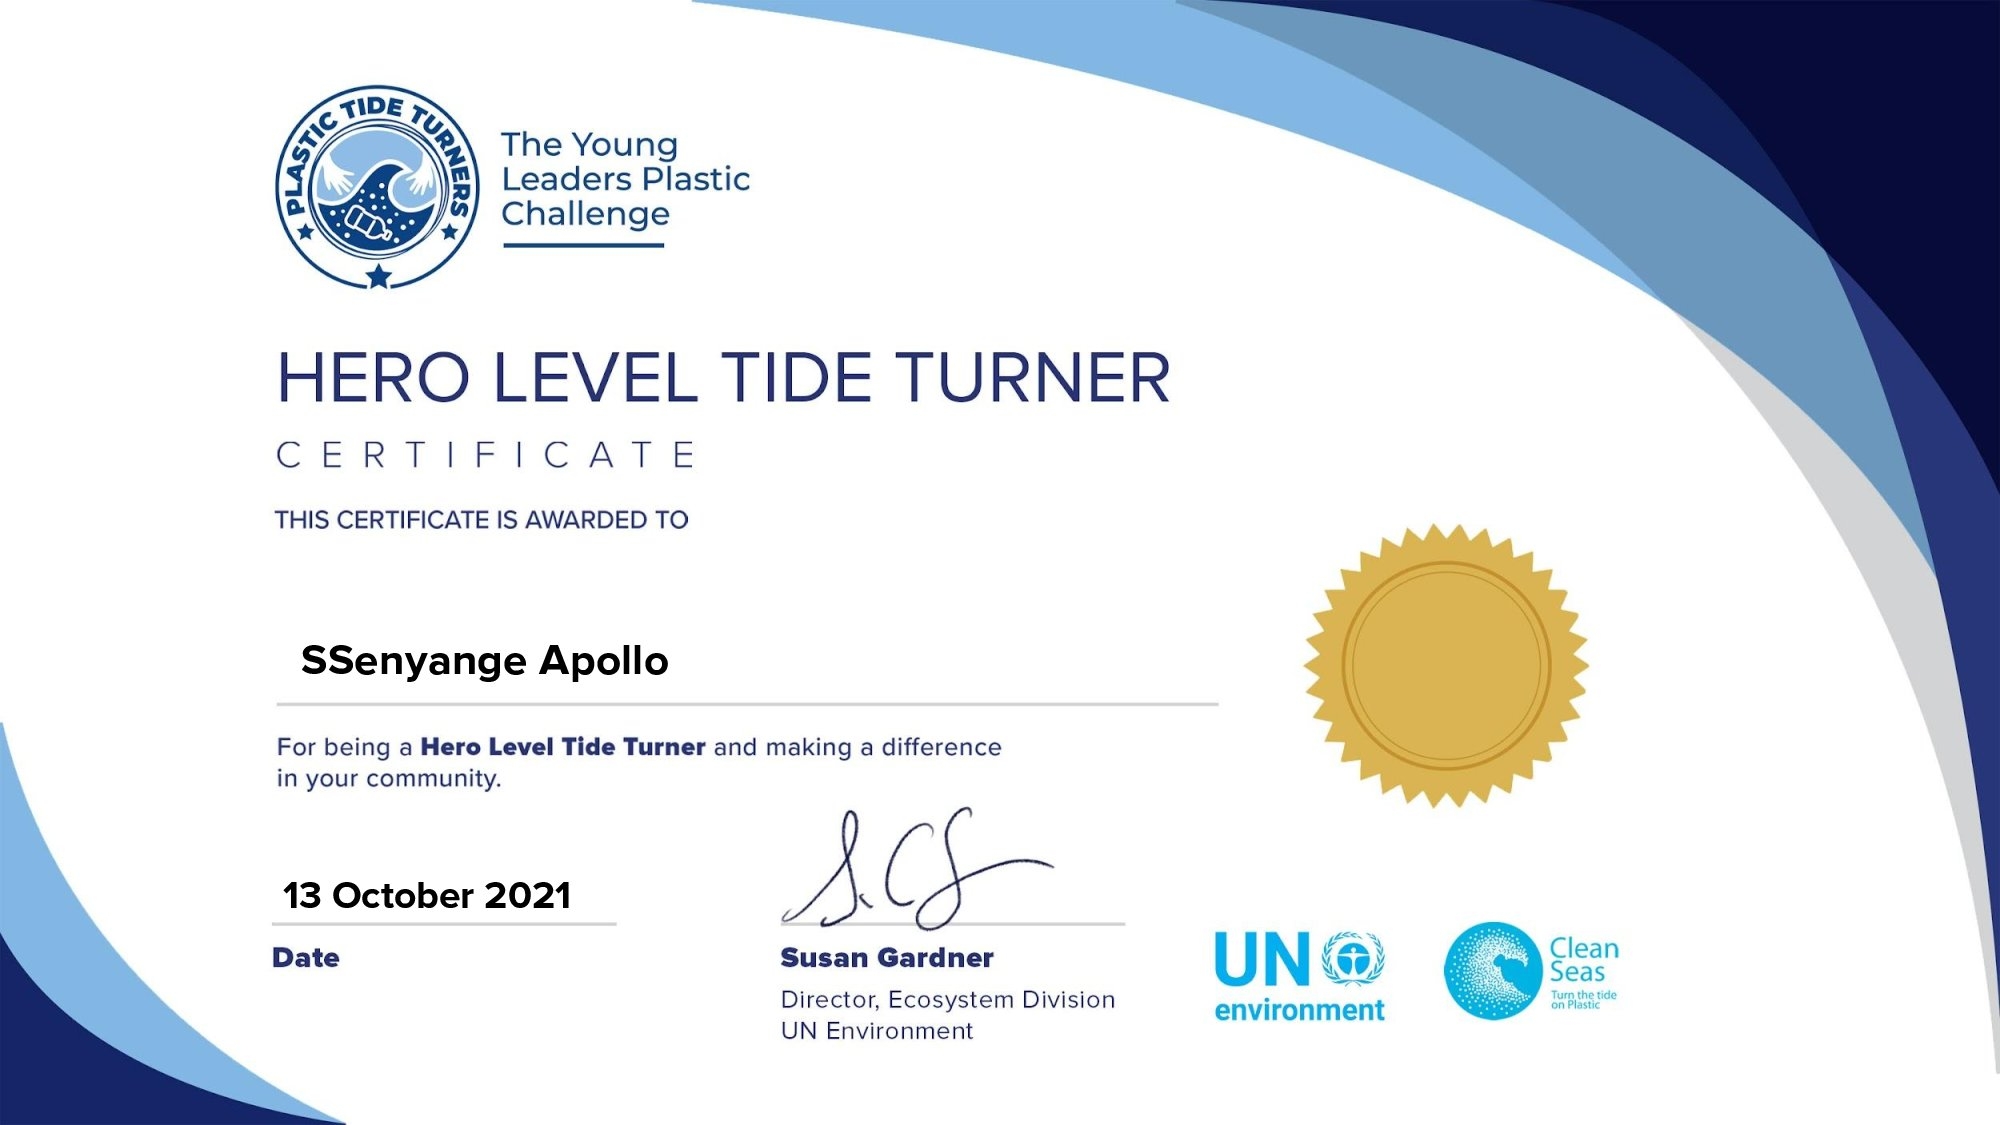 PLASTIC TIDE TURNERS
The Young
Leaders Plastic
Challenge
HERO LEVEL TIDE TURNER
CERTIFICATE
THIS CERTIFICATE IS AWARDED TO
SSenyange Apollo
For being a Hero Level Tide Turner and making a difference
in your community.
13 October 2021
Date
Susan Gardner
Director, Ecosystem Division
UN Environment
UN
environment
Clean
Seas
Turn the tide
on Plastic